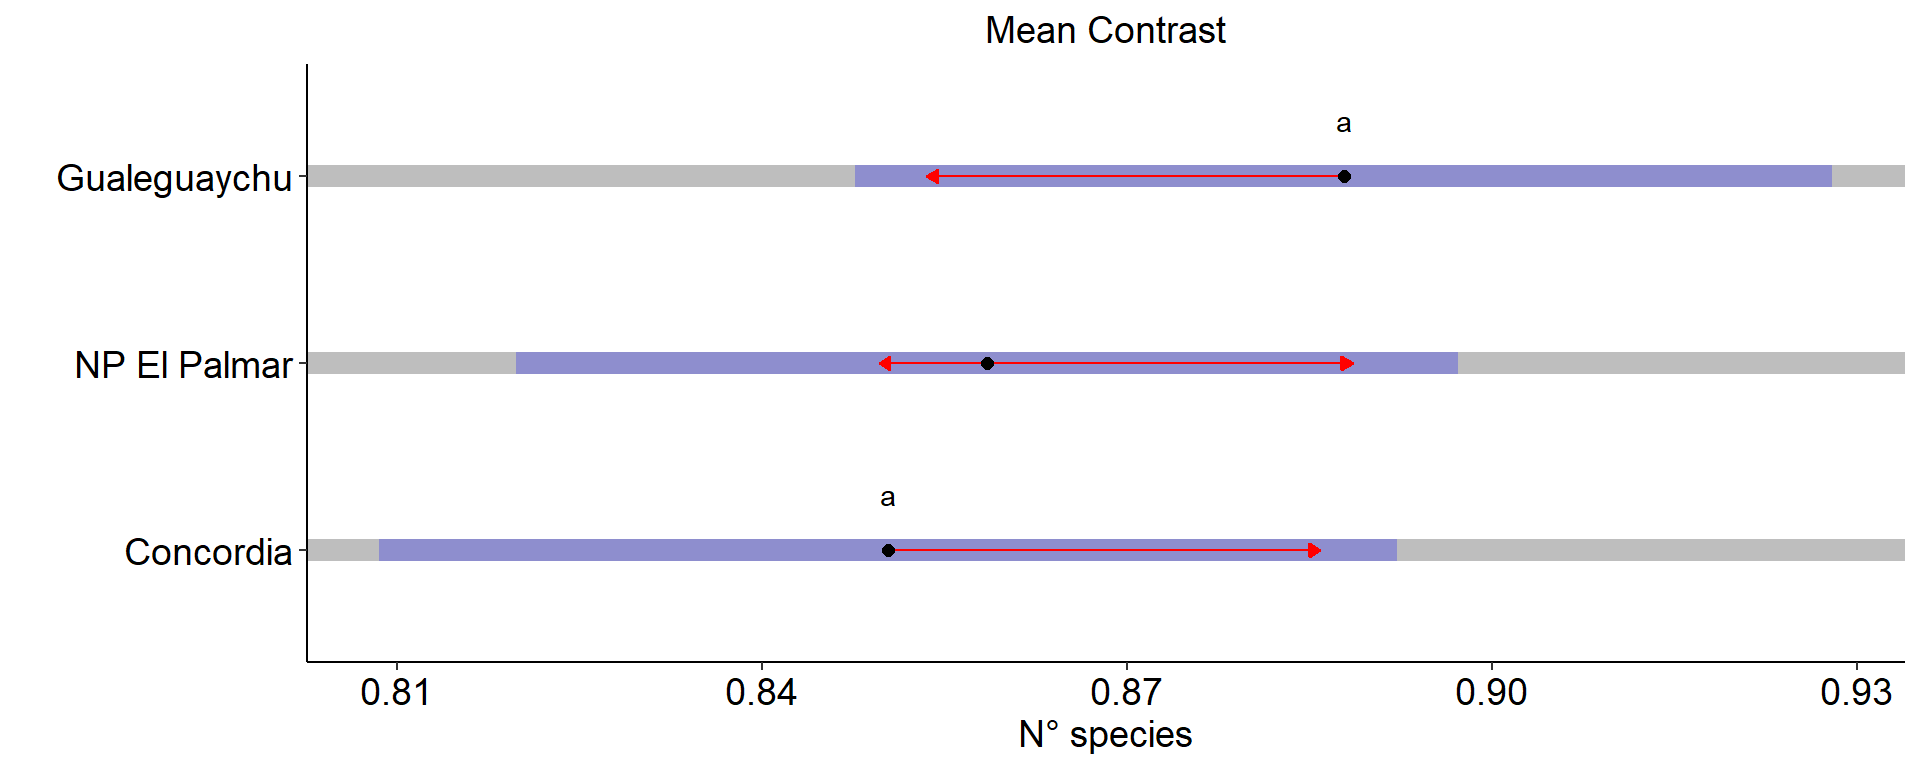 Mean Contrast
a
Gualeguaychu
NP El Palmar
a
Concordia
0.81 0.84 0.87 0.90 0.93
N° species